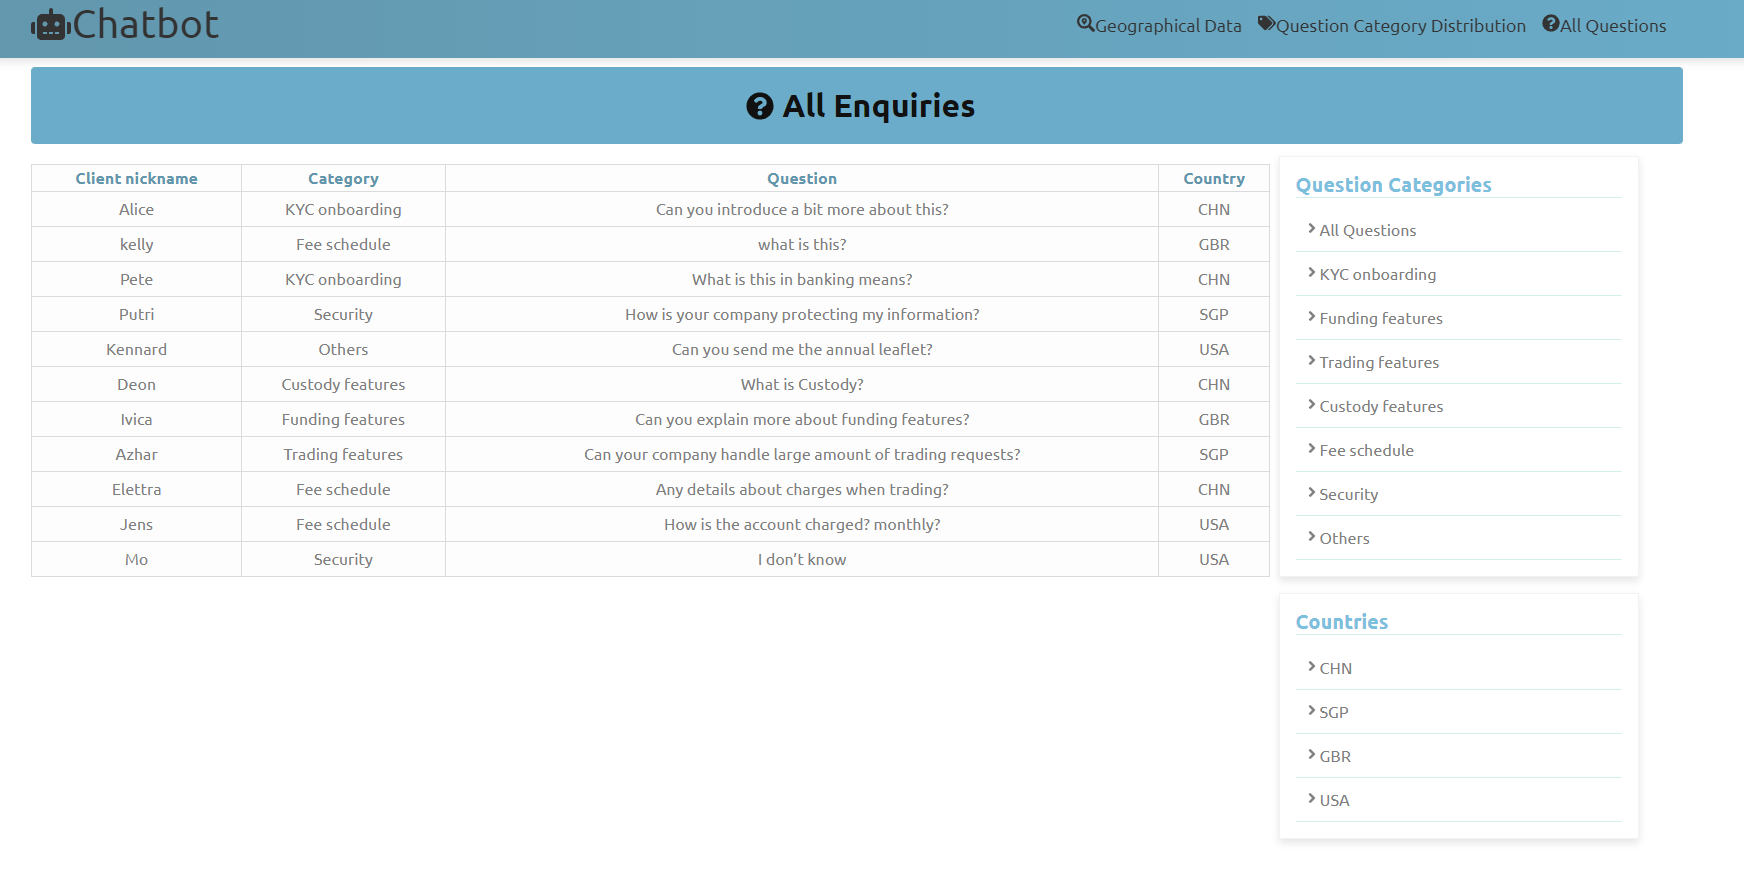 Chatbot
Geographical Data Question Category Distribution All Questions
All Enquiries
Client nickname Category Question Country
Alice KYC onboarding Can you introduce a bit more about this? CHN
kelly Fee schedule what is this? GBR
Pete KYC onboarding What is this in banking means? CHN
Putri Security How is your company protecting my information? SGP
Kennard Others Can you send me the annual leaflet? USA
Deon Custody features What is Custody? CHN
Ivica Funding features Can you explain more about funding features? GBR
Azhar Trading features Can your company handle large amount of trading requests? SGP
Elettra Fee schedule Any details about charges when trading? CHN
Jens Fee schedule How is the account charged? monthly? USA
Mo Security I don’t know USA
Question Categories
All Questions
KYC onboarding
Funding features
Trading features
Custody features
Fee schedule
Security
Others
Countries
CHN
SGP
GBR
USA